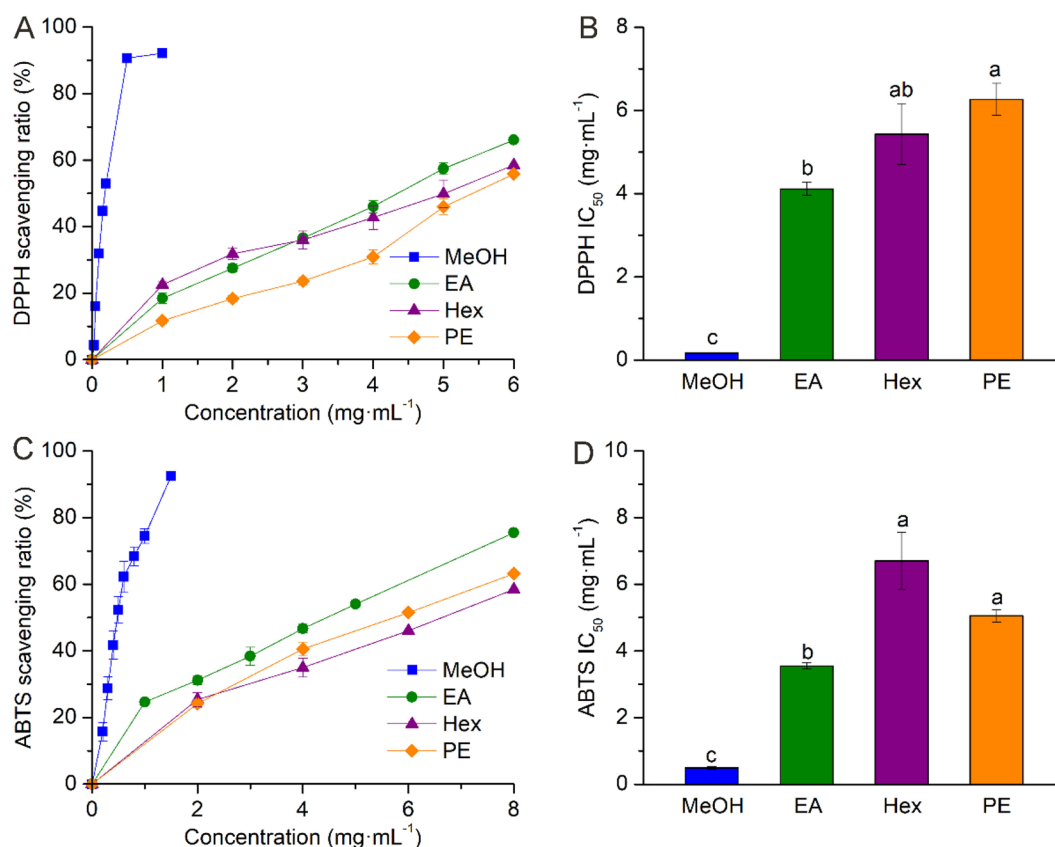 A
DPPH scavenging ratio (%)
100
80
60
40
20
0
MeOH
EA
Hex
PE
0 1 2 3 4 5 6
Concentration (mg·mL⁻¹)
B
DPPH IC₅₀ (mg·mL⁻¹)
8
6
4
2
0
c
b
ab
a
MeOH EA Hex PE
C
ABTS scavenging ratio (%)
100
80
60
40
20
0
MeOH
EA
Hex
PE
0 2 4 6 8
Concentration (mg·mL⁻¹)
D
ABTS IC₅₀ (mg·mL⁻¹)
10
8
6
4
2
0
c
b
a
a
MeOH EA Hex PE